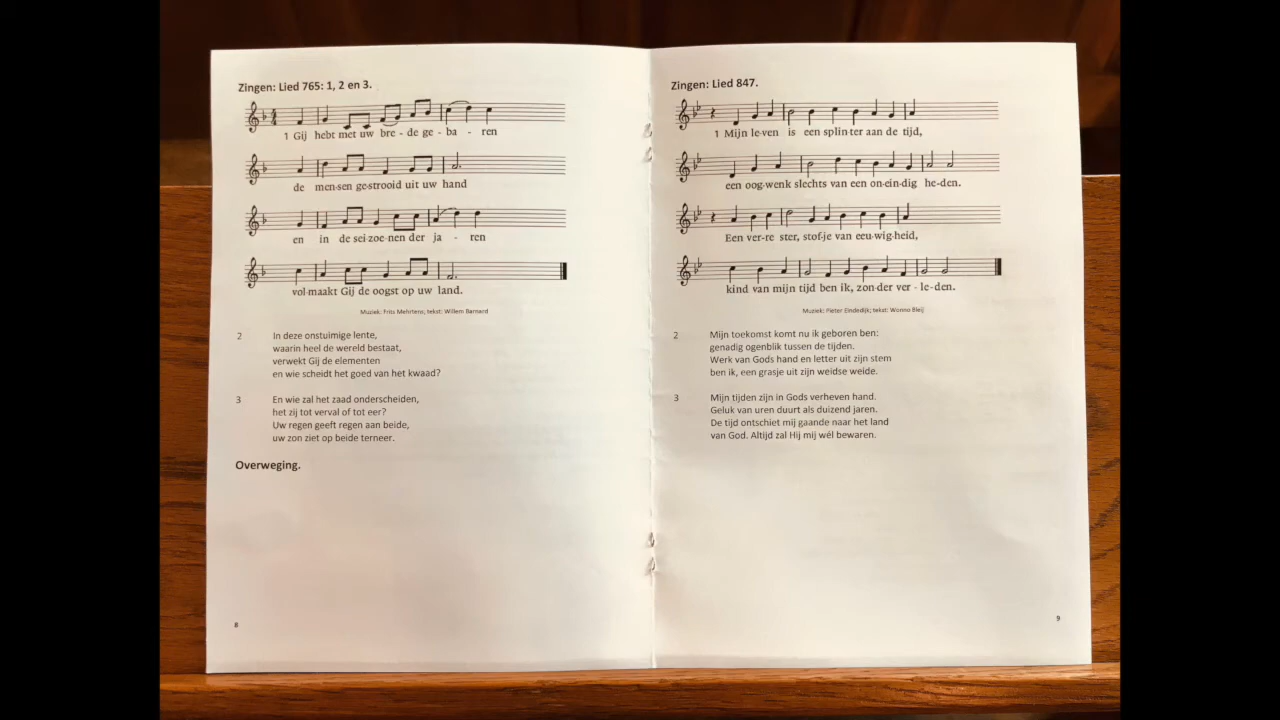 Zingen: Lied 765: 1, 2 en 3.
1 Gij hebt met uw bre - de ge - ba - ren
de men-sen ge-strooid uit uw hand
en in de sei-zoe-nen der ja - ren
vol-maakt Gij de oogst op uw land.
Muziek: Frits Mehrtens; tekst: Willem Barnard
2 In deze onstuimige lente,
waarin heel de wereld bestaat,
verwekt Gij de elementen
en wie scheidt het goed van het kwaad?
3 En wie zal het zaad onderscheiden,
het zij tot verval of tot eer?
Uw regen geeft regen aan beide,
uw zon ziet op beide terneer.
Overweging.
8
Zingen: Lied 847.
1 Mijn le-ven is een splin-ter aan de tijd,
een oog-wenk slechts van een on-ein-dig he-den.
Een ver-re ster, stof-je van eeu-wig-heid,
kind van mijn tijd ben ik, zon-der ver - le-den.
Muziek: Pieter Eindedijk; tekst: Wonno Bleij
2 Mijn toekomst komt nu ik geboren ben:
genadig ogenblik tussen de tijden.
Werk van Gods hand en letter uit zijn stem
ben ik, een grasje uit zijn weidse weide.
3 Mijn tijden zijn in Gods verheven hand.
Geluk van uren duurt als duizend jaren.
De tijd ontschiet mij gaande naar het land
van God. Altijd zal Hij mij wél bewaren.
9